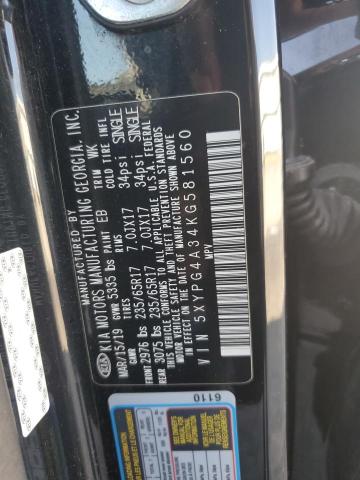 MANUFACTURED BY
KIA MOTORS MANUFACTURING GEORGIA, INC.
MAR/15/19 GVWR 5335 lbs PAINT EB TRIM WK
GAWR TIRES RIMS COLD TIRE INFL
FRONT 2976 lbs 235/65R17 7.0JX17 34psi SINGLE
REAR 3075 lbs 235/65R17 7.0JX17 34psi SINGLE
THIS VEHICLE CONFORMS TO ALL APPLICABLE U.S.A. FEDERAL
MOTOR VEHICLE SAFETY AND THEFT PREVENTION STANDARDS
IN EFFECT ON THE DATE OF MANUFACTURE SHOWN ABOVE
VIN 5XYPG4A34KG581560
MPV
KIA
6110